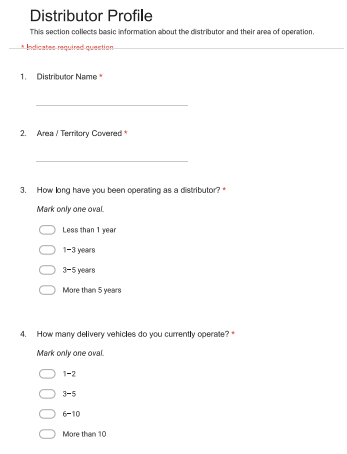 Distributor Profile
This section collects basic information about the distributor and their area of operation.
* Indicates required question
1. Distributor Name *
2. Area / Territory Covered *
3. How long have you been operating as a distributor? *
Mark only one oval.
Less than 1 year
1–3 years
3–5 years
More than 5 years
4. How many delivery vehicles do you currently operate? *
Mark only one oval.
1–2
3–5
6–10
More than 10